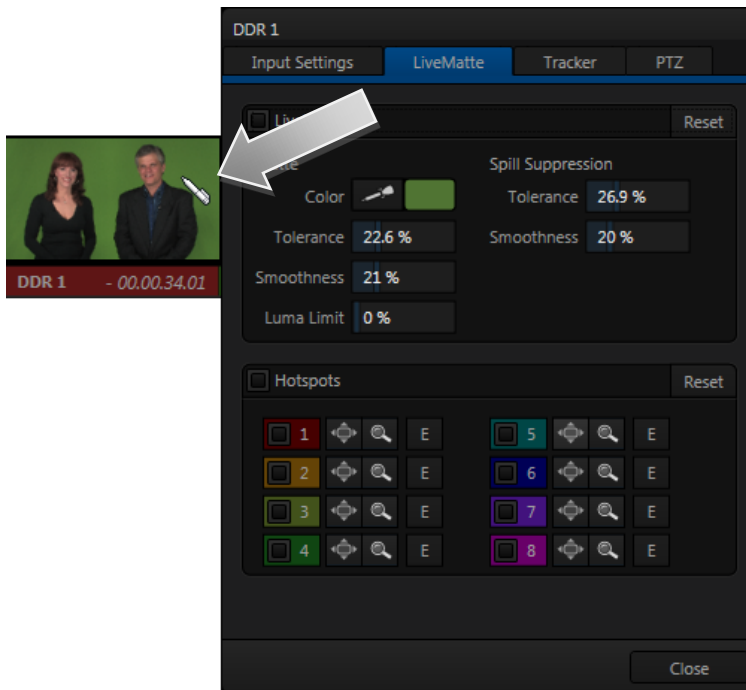 DDR 1
Input Settings LiveMatte Tracker PTZ
Reset
Spill Suppression
Color Tolerance 26.9 %
Tolerance 22.6 % Smoothness 20 %
DDR 1 - 00.00.34.01 Smoothness 21 %
Luma Limit 0 %
Hotspots Reset
1 E 5 E
2 E 6 E
3 E 7 E
4 E 8 E
Close